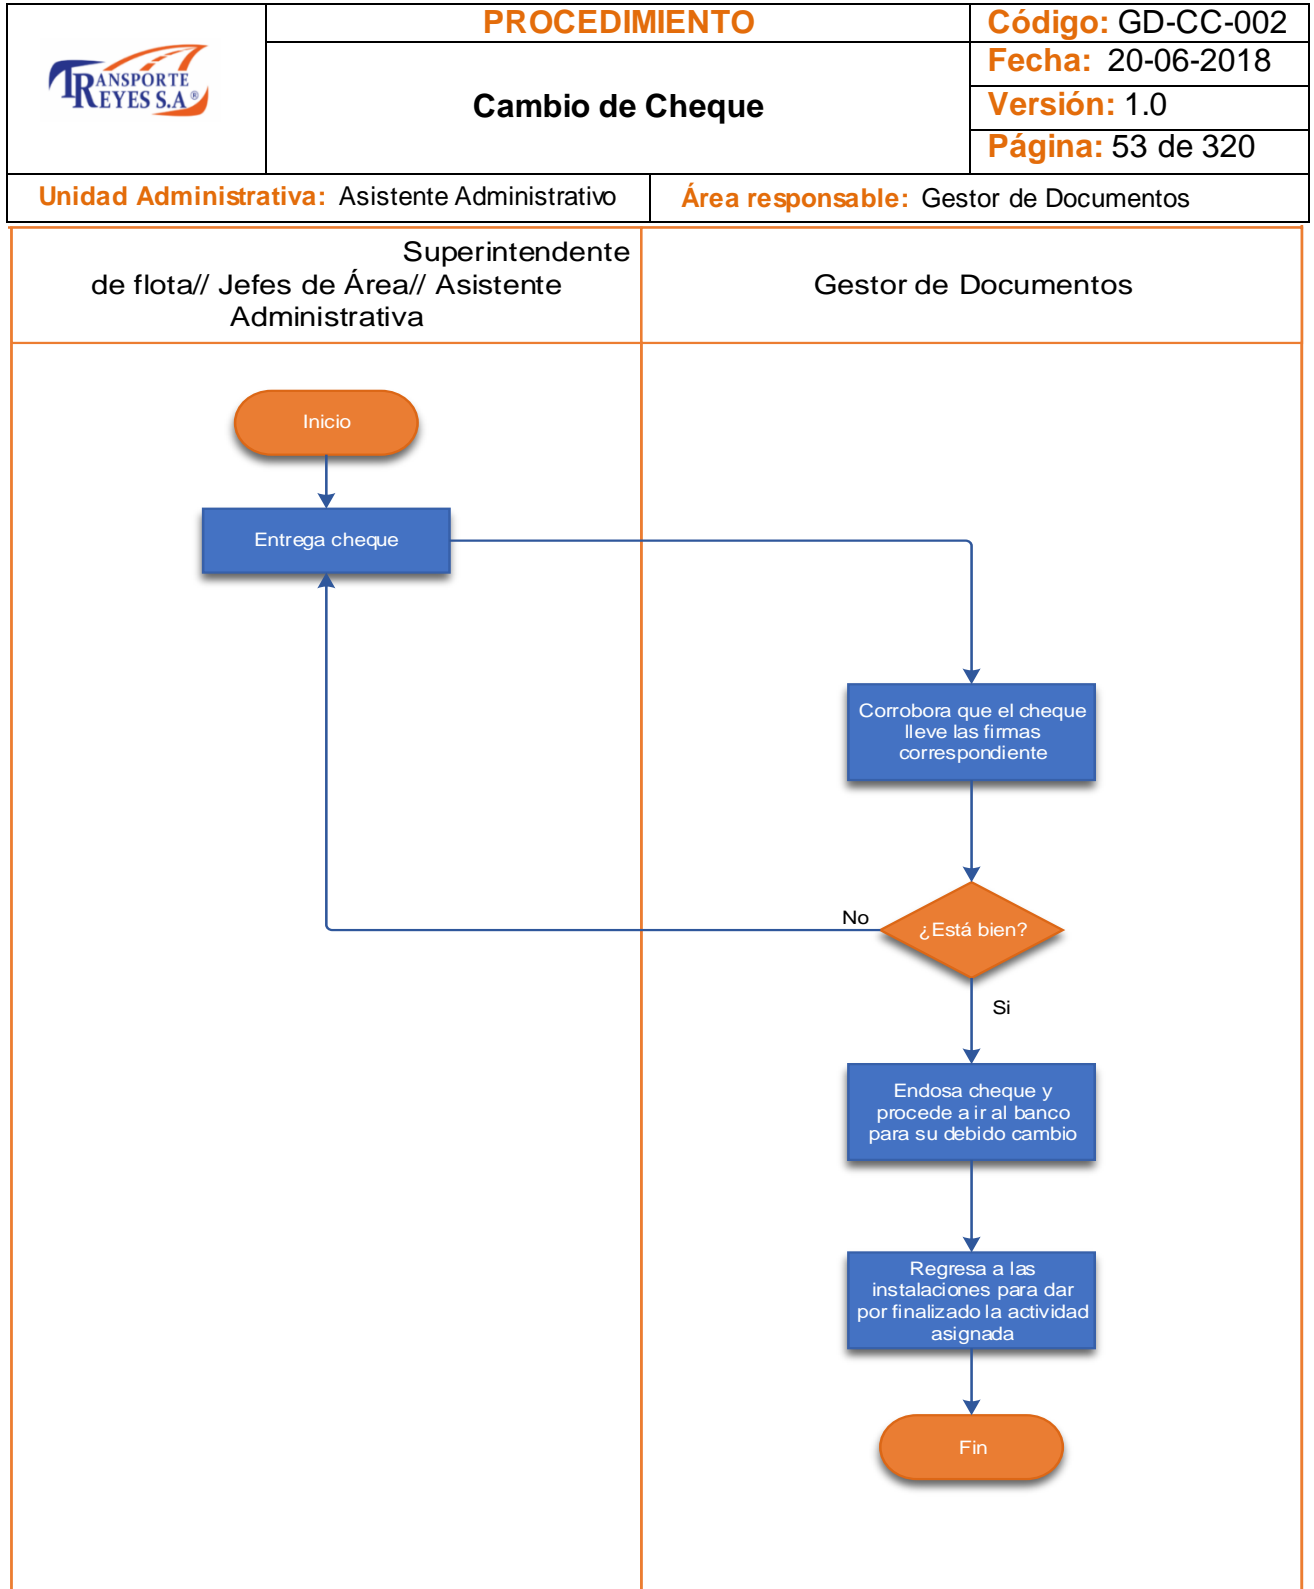 TRANSPORTE
REYES S.A®
PROCEDIMIENTO
Cambio de Cheque
Código: GD-CC-002
Fecha: 20-06-2018
Versión: 1.0
Página: 53 de 320
Unidad Administrativa: Asistente Administrativo
Área responsable: Gestor de Documentos
Superintendente
de flota// Jefes de Área// Asistente
Administrativa
Gestor de Documentos
Inicio
Entrega cheque
Corrobora que el cheque
lleve las firmas
correspondiente
¿Está bien?
No
Si
Endosa cheque y
procede a ir al banco
para su debido cambio
Regresa a las
instalaciones para dar
por finalizado la actividad
asignada
Fin